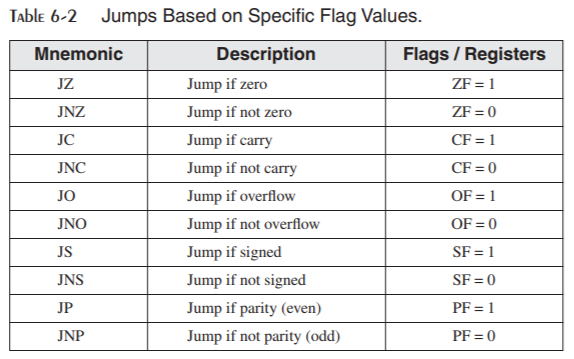 TABLE 6-2 Jumps Based on Specific Flag Values.
Mnemonic Description Flags / Registers
JZ Jump if zero ZF = 1
JNZ Jump if not zero ZF = 0
JC Jump if carry CF = 1
JNC Jump if not carry CF = 0
JO Jump if overflow OF = 1
JNO Jump if not overflow OF = 0
JS Jump if signed SF = 1
JNS Jump if not signed SF = 0
JP Jump if parity (even) PF = 1
JNP Jump if not parity (odd) PF = 0